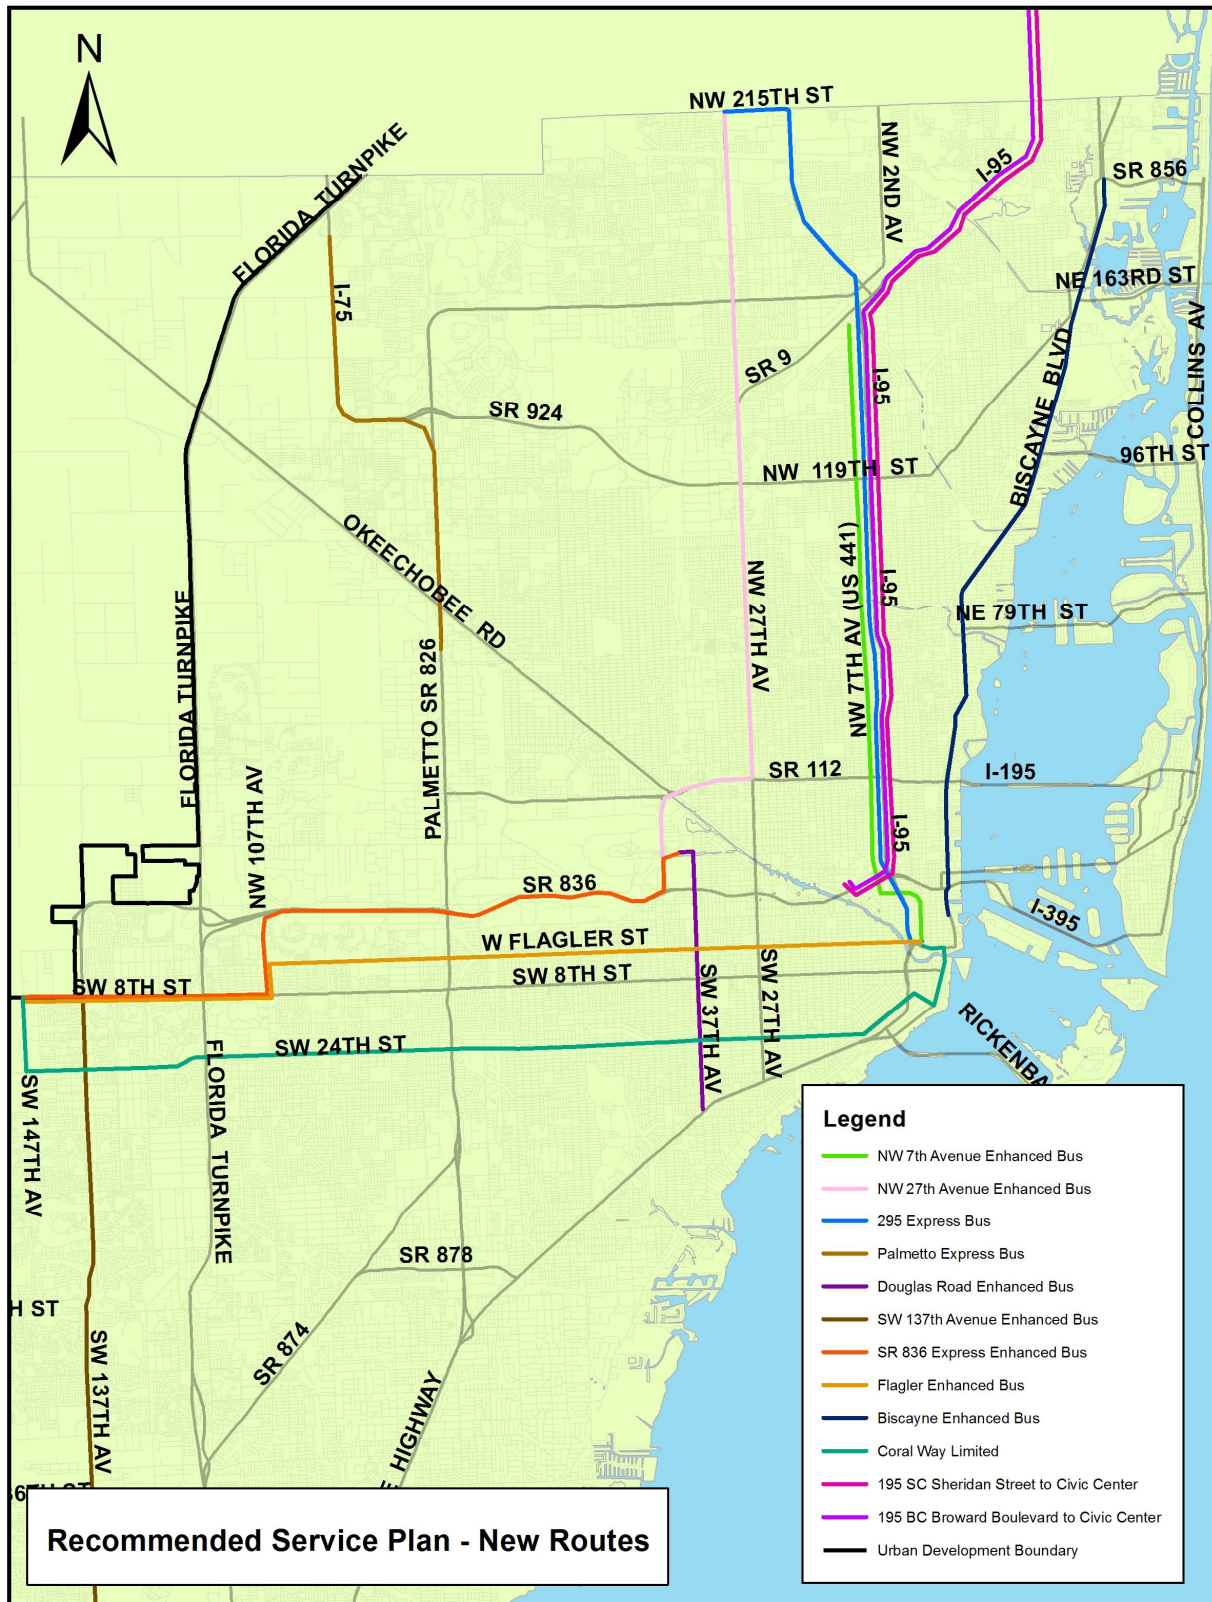 N
NW 215TH ST
FLORIDA TURNPIKE
NW 2ND AV
I-95
SR 856
I-75
NE 163RD ST
COLLINS AV
SR 9
I-95
BISCAYNE BLVD
SR 924
NW 119TH ST
96TH ST
OKEECHOBEE RD
NW 7TH AV (US 441)
I-95
NW 27TH AV
NE 79TH ST
FLORIDA TURNPIKE
PALMETTO SR 826
NW 107TH AV
SR 112
I-195
I-95
SR 836
I-395
W FLAGLER ST
SW 8TH ST
SW 8TH ST
SW 37TH AV
SW 27TH AV
SW 24TH ST
RICKENBA
SW 147TH AV
FLORIDA TURNPIKE
SR 878
H ST
SR 874
SW 137TH AV
E HIGHWAY
6TH ST
Legend
NW 7th Avenue Enhanced Bus
NW 27th Avenue Enhanced Bus
295 Express Bus
Palmetto Express Bus
Douglas Road Enhanced Bus
SW 137th Avenue Enhanced Bus
SR 836 Express Enhanced Bus
Flagler Enhanced Bus
Biscayne Enhanced Bus
Coral Way Limited
195 SC Sheridan Street to Civic Center
195 BC Broward Boulevard to Civic Center
Urban Development Boundary
Recommended Service Plan - New Routes